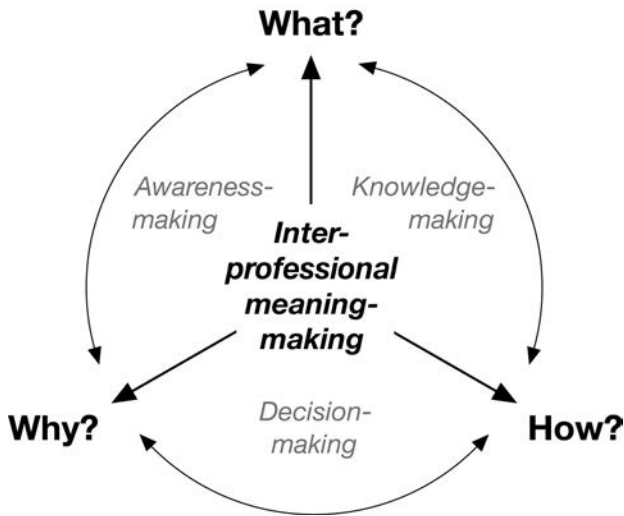 What?
Awareness-
making
Knowledge-
making
Inter-
professional
meaning-
making
Why?
Decision-
making
How?